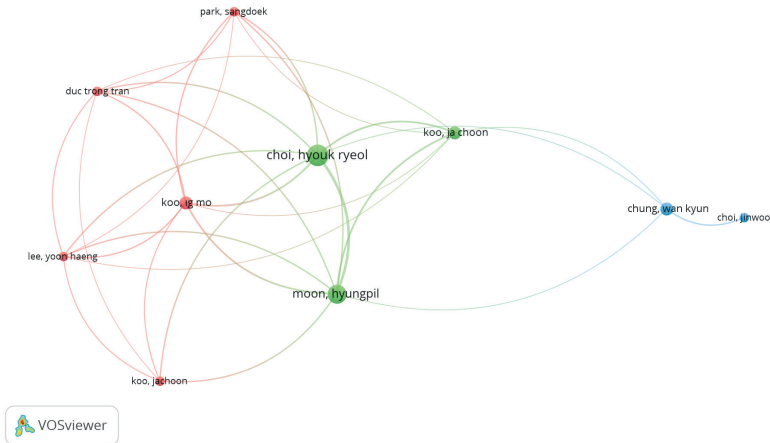 park, sangdoek
duc trong tran
koo, ja choon
choi, hyouk ryeol
koo, ig mo
chung, wan kyun
choi, jinwoo
lee, yoon haeng
moon, hyungpil
koo, jachoon
VOSviewer